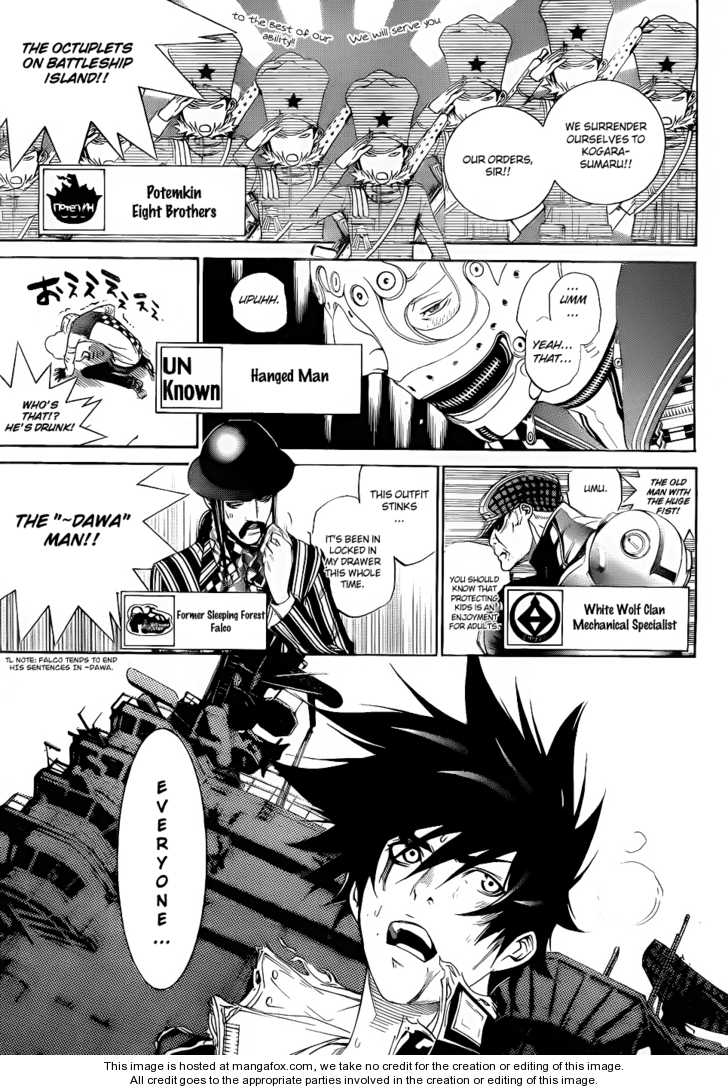 to the best of our
ability!!
We will serve you
THE OCTUPLETS
ON BATTLESHIP
ISLAND!!
WE SURRENDER
OURSELVES TO
KOGARA-
SUMARU!!
OUR ORDERS,
SIR!!
Potemkin
Eight Brothers
...
UMM
...
YEAH...
THAT...
UPUHH.
UN
Known
Hanged Man
おええええぇぇ
WHO'S
THAT!?
HE'S DRUNK!
THE OLD
MAN WITH
THE HUGE
FIST!
UMU.
YOU SHOULD
KNOW THAT
PROTECTING
KIDS IS AN
ENJOYMENT
FOR ADULTS.
White Wolf Clan
Mechanical Specialist
THIS OUTFIT
STINKS
...
IT'S BEEN IN
LOCKED IN
MY DRAWER
THIS WHOLE
TIME.
THE "~DAWA"
MAN!!
Former Sleeping Forest
Falco
TL NOTE: FALCO TENDS TO END
HIS SENTENCES IN ~DAWA.
EVERYONE
...
This image is hosted at mangafox.com, we take no credit for the creation or editing of this image.
All credit goes to the appropriate parties involved in the creation or editing of this image.